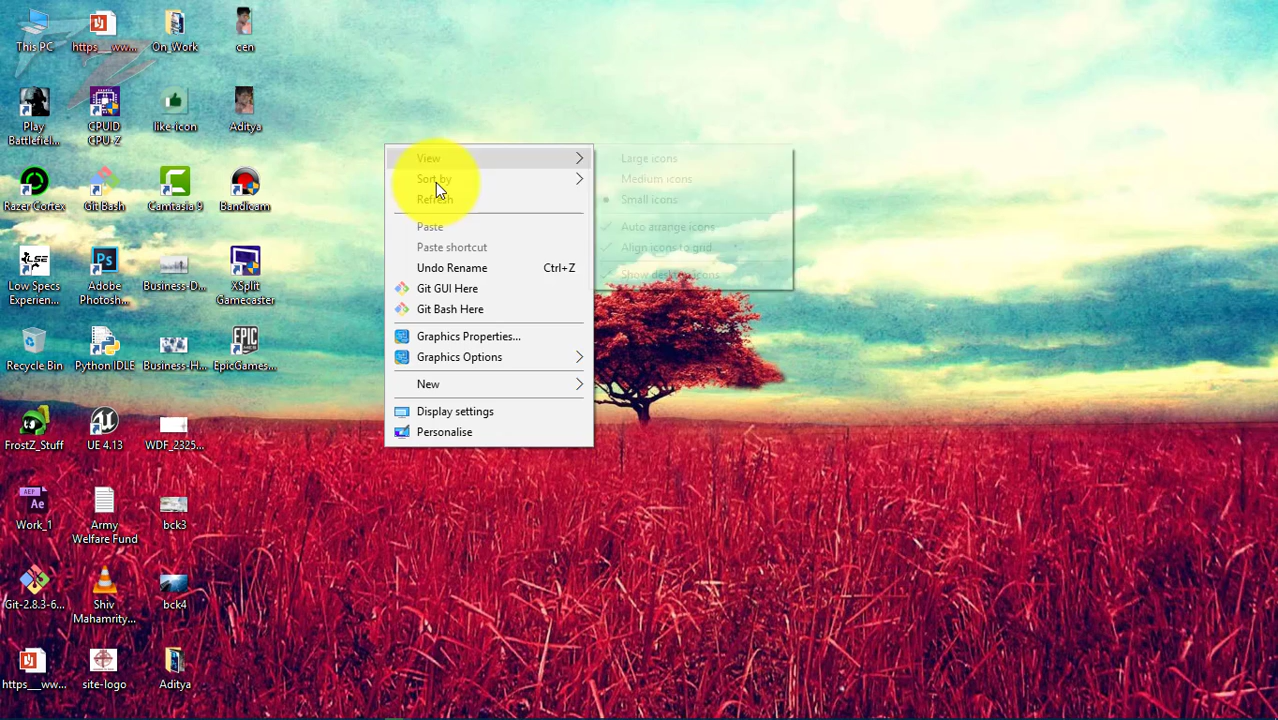 This PC
https__ww...
On_Work
cen
Play
Battlefiel...
CPUID
CPU-Z
like-icon
Aditya
Razer Cortex
Git Bash
Camtasia 9
Bandicam
Low Specs
Experien...
Adobe
Photosh...
Business-D...
XSplit
Gamecaster
Recycle Bin
Python IDLE
Business-H...
EpicGames...
FrostZ_Stuff
UE 4.13
WDF_2325...
Work_1
Army
Welfare Fund
bck3
Git-2.8.3-6...
Shiv
Mahamrity...
bck4
https__ww...
site-logo
Aditya
View
Sort by
Refresh
Paste
Paste shortcut
Undo Rename Ctrl+Z
Git GUI Here
Git Bash Here
Graphics Properties...
Graphics Options
New
Display settings
Personalise
Large icons
Medium icons
Small icons
Auto arrange icons
Align icons to grid
Show desktop icons